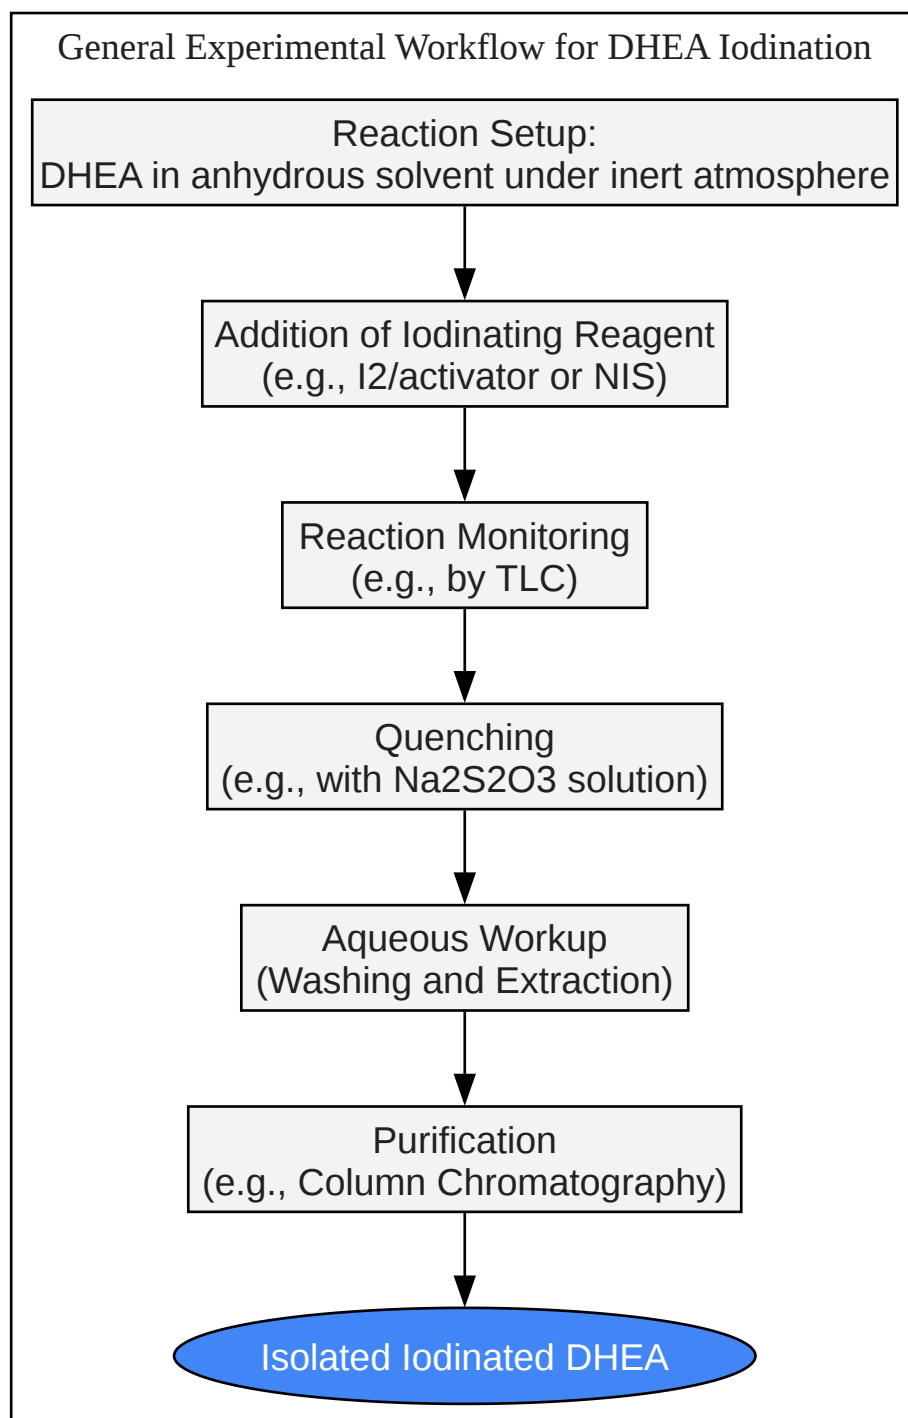 General Experimental Workflow for DHEA Iodination
Reaction Setup:
DHEA in anhydrous solvent under inert atmosphere
Addition of Iodinating Reagent
(e.g., I2/activator or NIS)
Reaction Monitoring
(e.g., by TLC)
Quenching
(e.g., with Na2S2O3 solution)
Aqueous Workup
(Washing and Extraction)
Purification
(e.g., Column Chromatography)
Isolated Iodinated DHEA